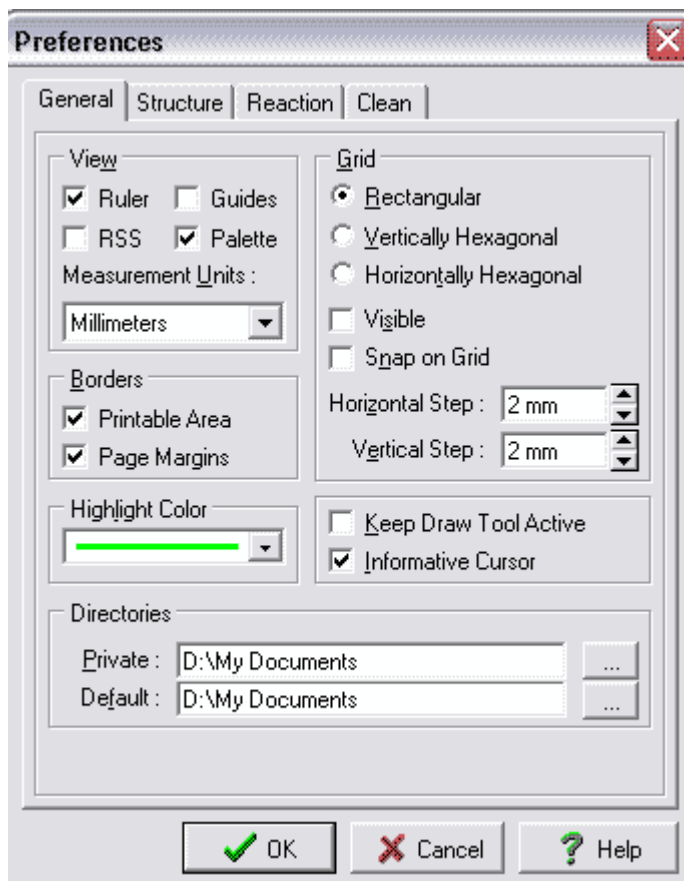 Preferences
General Structure Reaction Clean
View
Ruler Guides
RSS Palette
Measurement Units :
Millimeters
Borders
Printable Area
Page Margins
Highlight Color
Grid
Rectangular
Vertically Hexagonal
Horizontally Hexagonal
Visible
Snap on Grid
Horizontal Step : 2 mm
Vertical Step : 2 mm
Keep Draw Tool Active
Informative Cursor
Directories
Private : D:\My Documents ...
Default : D:\My Documents ...
OK Cancel Help